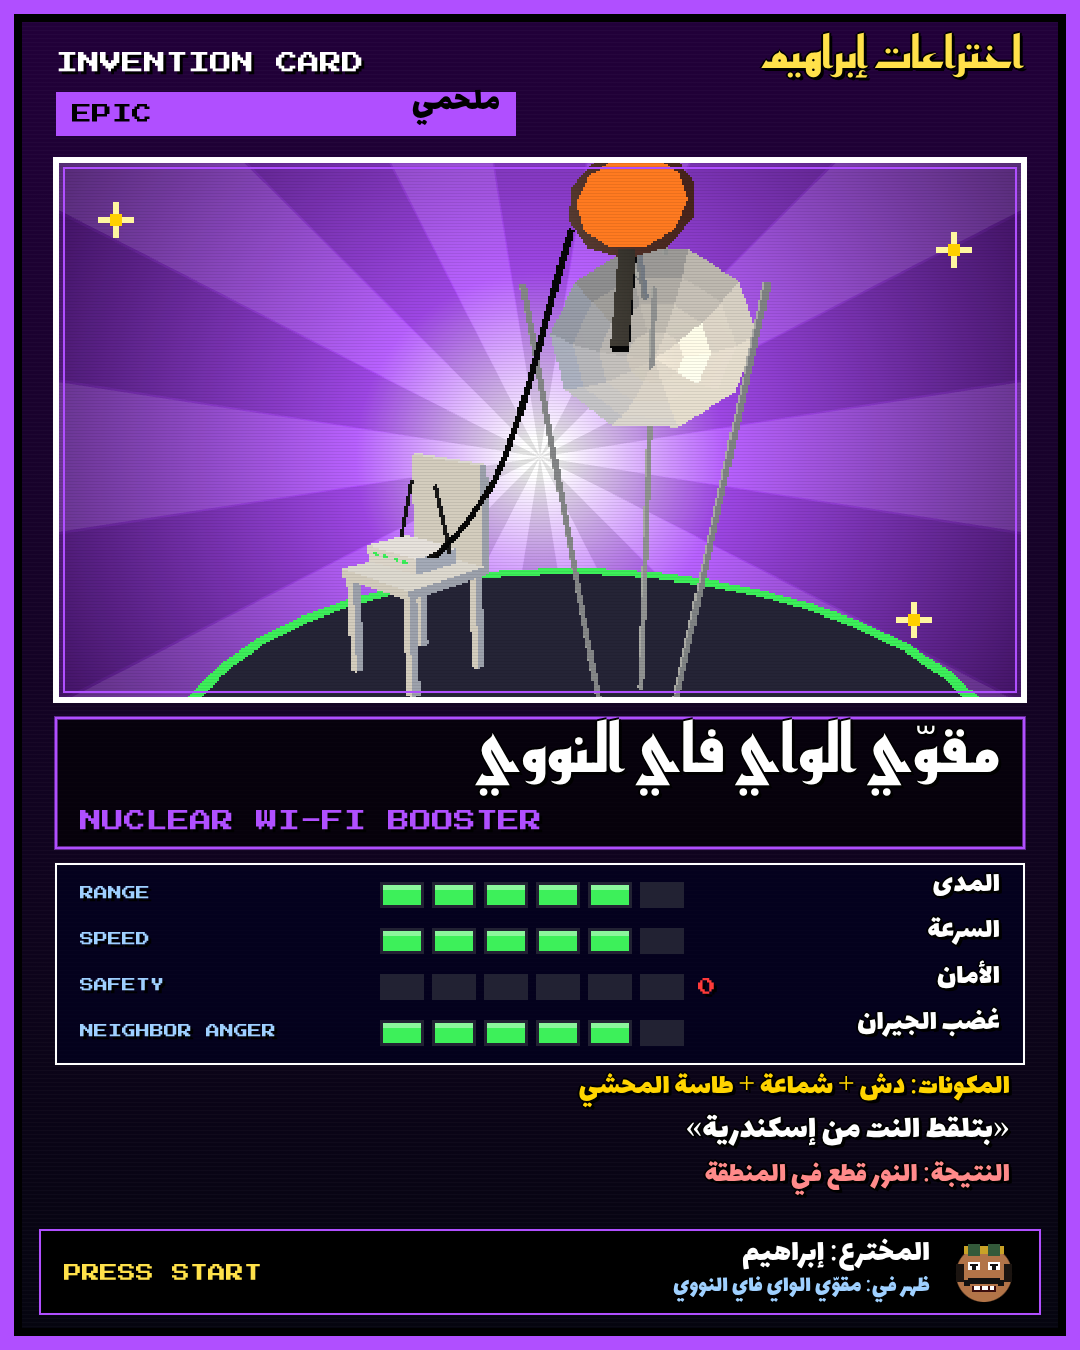 INVENTION CARD
اختراعات إبراهيم
EPIC
ملحمي
مقوّي الواي فاي النووي
NUCLEAR WI-FI BOOSTER
RANGE
المدى
SPEED
السرعة
SAFETY
0
الأمان
NEIGHBOR ANGER
غضب الجيران
المكونات: دش + شماعة + طاسة المحشي
«بتلقط النت من إسكندرية»
النتيجة: النور قطع في المنطقة
PRESS START
المخترع: إبراهيم
ظهر في: مقوّي الواي فاي النووي